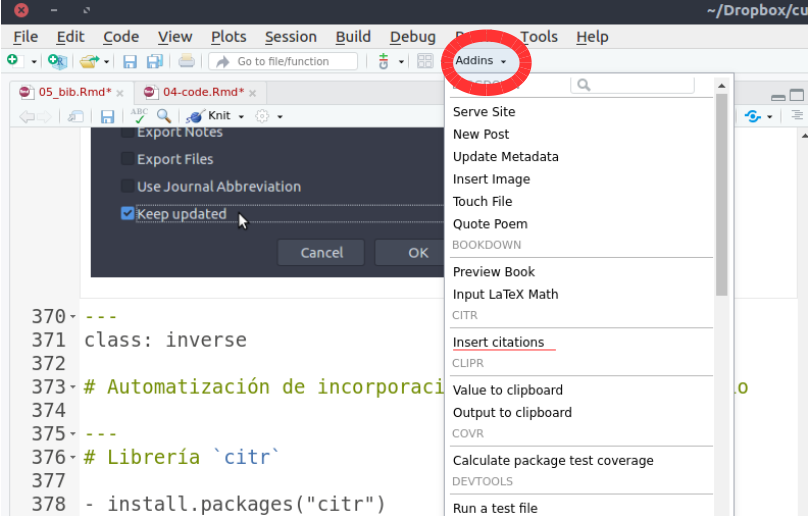 ~/Dropbox/cu
File Edit Code View Plots Session Build Debug Tools Help
Go to file/function Addins
05_bib.Rmd* 04-code.Rmd*
ABC Knit
Export Notes
Export Files
Use Journal Abbreviation
Keep updated
Cancel OK
370 ---
371 class: inverse
372
373 # Automatización de incorporaci lo
374
375 ---
376 # Librería `citr`
377
378 - install.packages("citr")
Serve Site
New Post
Update Metadata
Insert Image
Touch File
Quote Poem
BOOKDOWN
Preview Book
Input LaTeX Math
CITR
Insert citations
CLIPR
Value to clipboard
Output to clipboard
COVR
Calculate package test coverage
DEVTOOLS
Run a test file